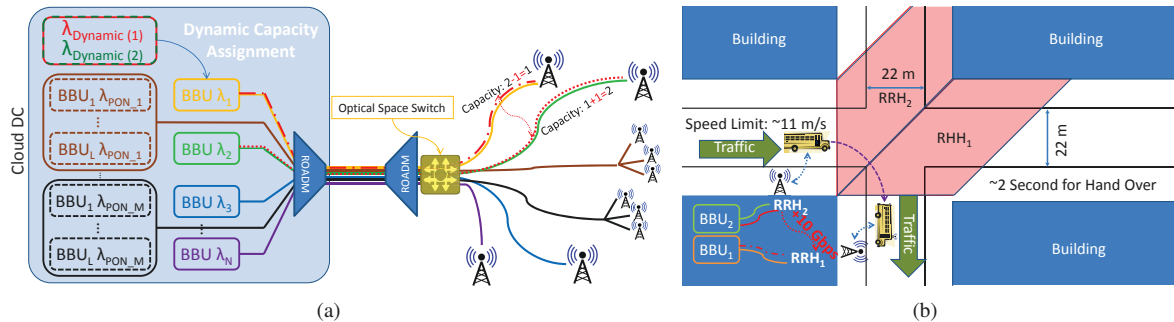 Cloud DC
λDynamic (1)
λDynamic (2)
Dynamic Capacity
Assignment
BBU1 λPON_1
BBUL λPON_1
BBU1 λPON_M
BBUL λPON_M
BBU λ1
BBU λ2
BBU λ3
BBU λN
ROADM
ROADM
Optical Space Switch
Capacity: 2-1=1
Capacity: 1+1=2
(a)
Building
Building
22 m
RRH2
Speed Limit: ~11 m/s
Traffic
RHH1
22 m
~2 Second for Hand Over
RRH2
BBU2
×10 Gbps
BBU1
RRH1
Traffic
Building
(b)